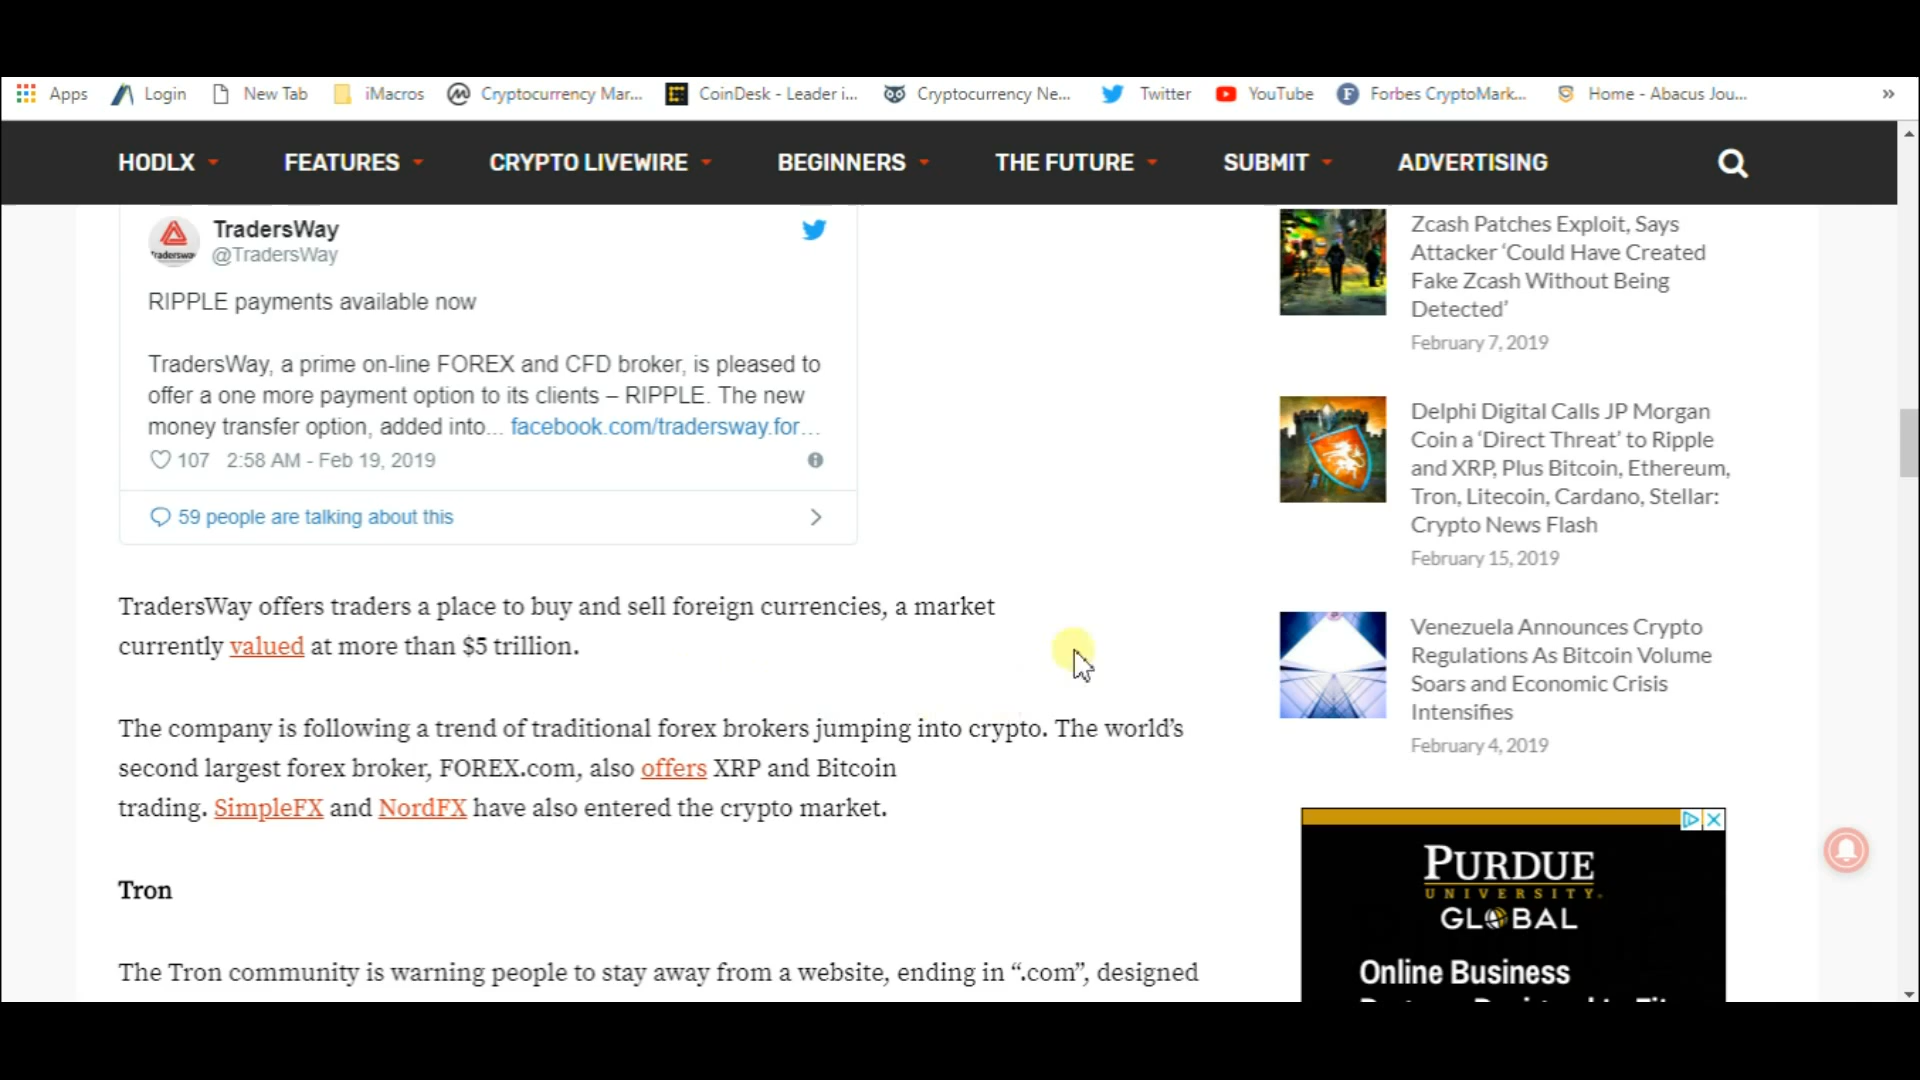 Apps Login New Tab iMacros Cryptocurrency Mar... CoinDesk - Leader i... Cryptocurrency Ne... Twitter YouTube Forbes CryptoMark... Home - Abacus Jou... »
HODLX FEATURES CRYPTO LIVEWIRE BEGINNERS THE FUTURE SUBMIT ADVERTISING
TradersWay
@TradersWay
RIPPLE payments available now
TradersWay, a prime on-line FOREX and CFD broker, is pleased to
offer a one more payment option to its clients – RIPPLE. The new
money transfer option, added into... facebook.com/tradersway.for...
107 2:58 AM - Feb 19, 2019
59 people are talking about this
TradersWay offers traders a place to buy and sell foreign currencies, a market
currently valued at more than $5 trillion.
The company is following a trend of traditional forex brokers jumping into crypto. The world’s
second largest forex broker, FOREX.com, also offers XRP and Bitcoin
trading. SimpleFX and NordFX have also entered the crypto market.
Tron
The Tron community is warning people to stay away from a website, ending in “.com”, designed
Zcash Patches Exploit, Says
Attacker ‘Could Have Created
Fake Zcash Without Being
Detected’
February 7, 2019
Delphi Digital Calls JP Morgan
Coin a ‘Direct Threat’ to Ripple
and XRP, Plus Bitcoin, Ethereum,
Tron, Litecoin, Cardano, Stellar:
Crypto News Flash
February 15, 2019
Venezuela Announces Crypto
Regulations As Bitcoin Volume
Soars and Economic Crisis
Intensifies
February 4, 2019
PURDUE
UNIVERSITY
GLOBAL
Online Business